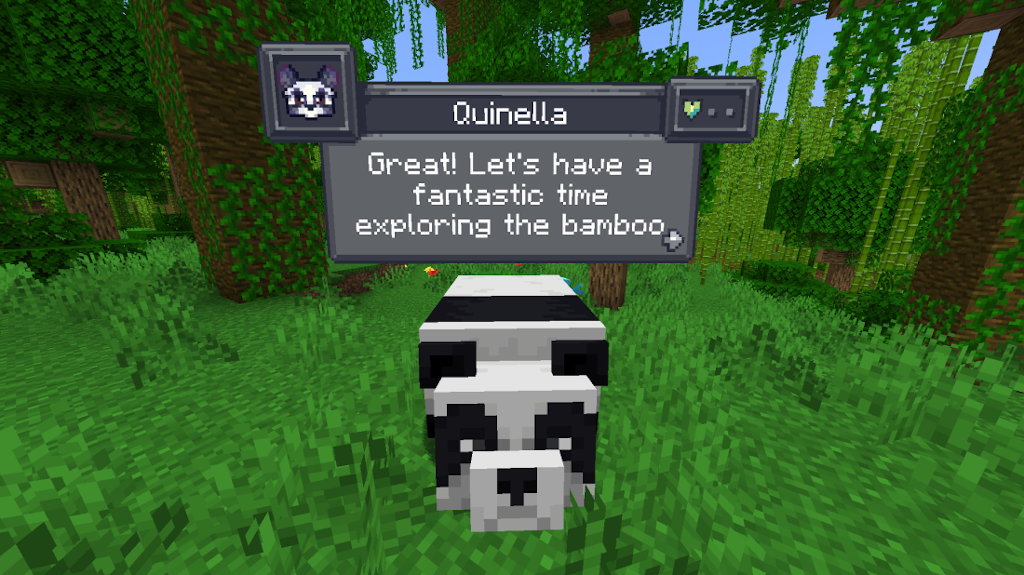 Quinella
Great! Let's have a
fantastic time
exploring the bamboo